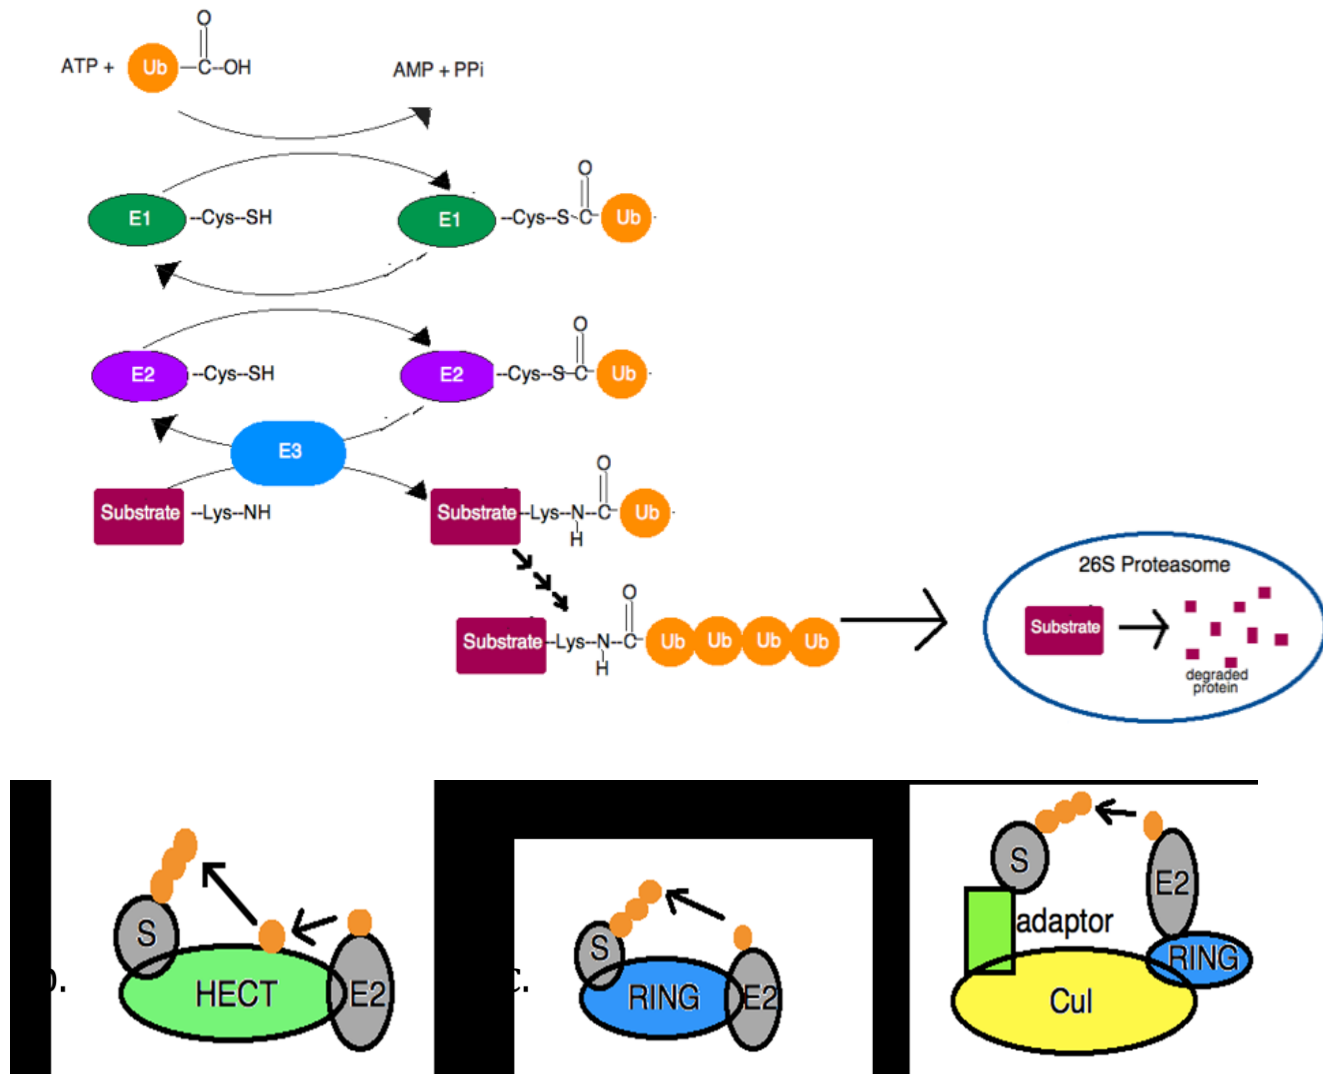 O
ATP + Ub –C--OH AMP + PPi
O
E1 --Cys--SH E1 --Cys--S-C- Ub
O
E2 --Cys--SH E2 --Cys--S-C Ub
E3
O
Substrate --Lys--NH Substrate --Lys--N--C- Ub
H
26S Proteasome
O
Substrate
Substrate --Lys--N--C- Ub Ub Ub Ub
H
degraded
protein
S
HECT
E2
S
RING
E2
c.
S
E2
adaptor
RING
Cul